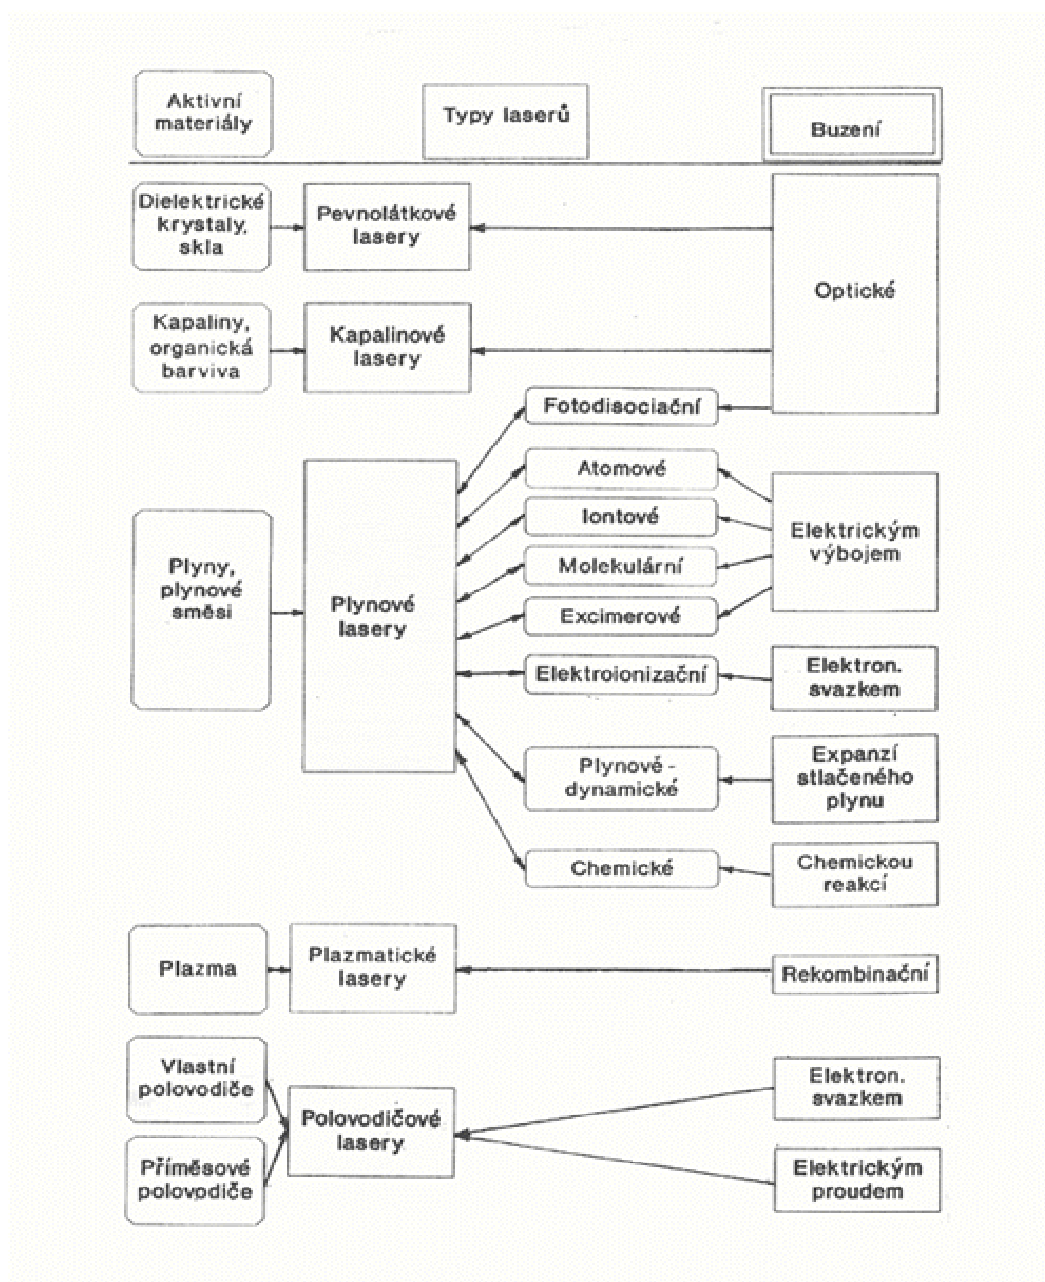 Aktivní
materiály
Typy laserů
Buzení
Dielektrické
krystaly,
skla
Pevnolátkové
lasery
Optické
Kapaliny,
organická
barviva
Kapalinové
lasery
Fotodisociační
Atomové
Iontové
Molekulární
Excimerové
Elektrickým
výbojem
Plyny,
plynové
směsi
Plynové
lasery
Elektroionizační
Elektron.
svazkem
Plynově-
dynamické
Expanzí
stlačeného
plynu
Chemické
Chemickou
reakcí
Plazma
Plazmatické
lasery
Rekombinační
Vlastní
polovodiče
Příměsové
polovodiče
Polovodičové
lasery
Elektron.
svazkem
Elektrickým
proudem